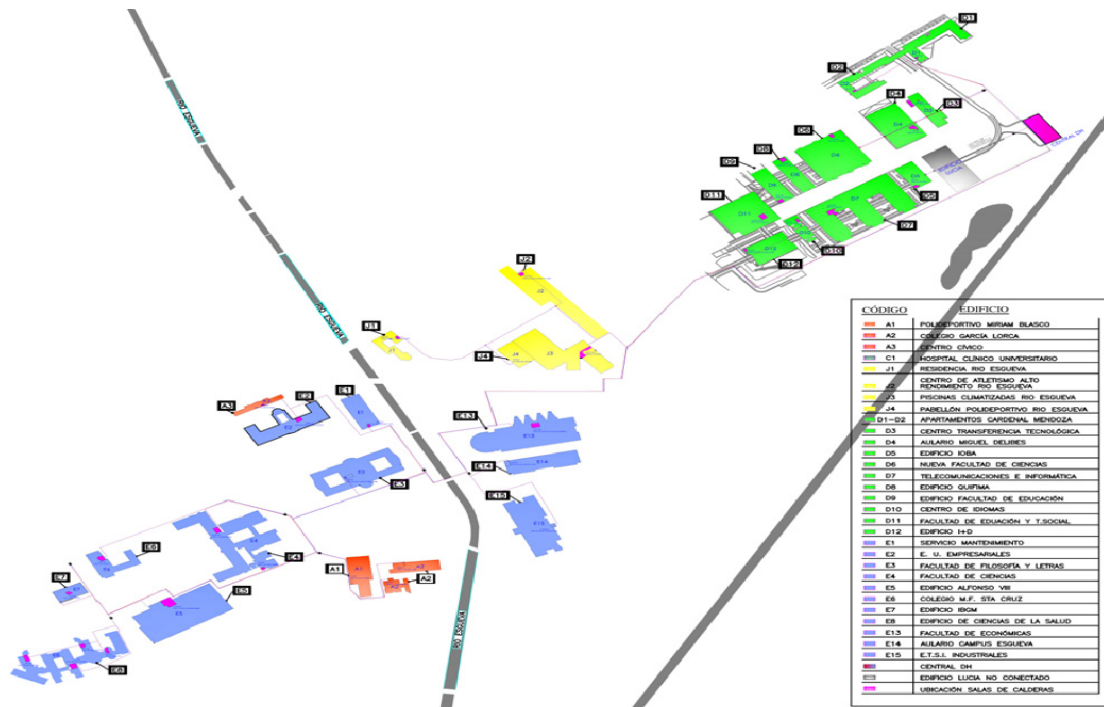 D1
D2
D3
D4
D6
D8
D9
D11
D5
D7
D10
D12
CENTRAL DH
EDIFICIO LUCIA
RIO ESGUEVA
RIO ESGUEVA
RIO ESGUEVA
J2
J1
J4
J3
E2
E1
A3
E13
E14
E15
E3
E4
E6
E7
E5
E8
A1
A2
CÓDIGO EDIFICIO
A1 POLIDEPORTIVO MIRIAM BLASCO
A2 COLEGIO GARCÍA LORCA
A3 CENTRO CÍVICO
C1 HOSPITAL CLÍNICO UNIVERSITARIO
J1 RESIDENCIA RIO ESGUEVA
J2 CENTRO DE ATLETISMO ALTO RENDIMIENTO RIO ESGUEVA
J3 PISCINAS CLIMATIZADAS RIO ESGUEVA
J4 PABELLÓN POLIDEPORTIVO RIO ESGUEVA
D1-D2 APARTAMENTOS CARDENAL MENDOZA
D3 CENTRO TRANSFERENCIA TECNOLÓGICA
D4 AULARIO MIGUEL DELIBES
D5 EDIFICIO IOBA
D6 NUEVA FACULTAD DE CIENCIAS
D7 TELECOMUNICACIONES E INFORMÁTICA
D8 EDIFICIO QUIFIMA
D9 EDIFICIO FACULTAD DE EDUCACIÓN
D10 CENTRO DE IDIOMAS
D11 FACULTAD DE EDUACIÓN Y T.SOCIAL
D12 EDIFICIO I+D
E1 SERVICIO MANTENIMIENTO
E2 E. U. EMPRESARIALES
E3 FACULTAD DE FILOSOFÍA Y LETRAS
E4 FACULTAD DE CIENCIAS
E5 EDIFICIO ALFONSO VIII
E6 COLEGIO M.F. STA CRUZ
E7 EDIFICIO IBGM
E8 EDIFICIO DE CIENCIAS DE LA SALUD
E13 FACULTAD DE ECONÓMICAS
E14 AULARIO CAMPUS ESGUEVA
E15 E.T.S.I. INDUSTRIALES
CENTRAL DH
EDIFICIO LUCIA NO CONECTADO
UBICACIÓN SALAS DE CALDERAS